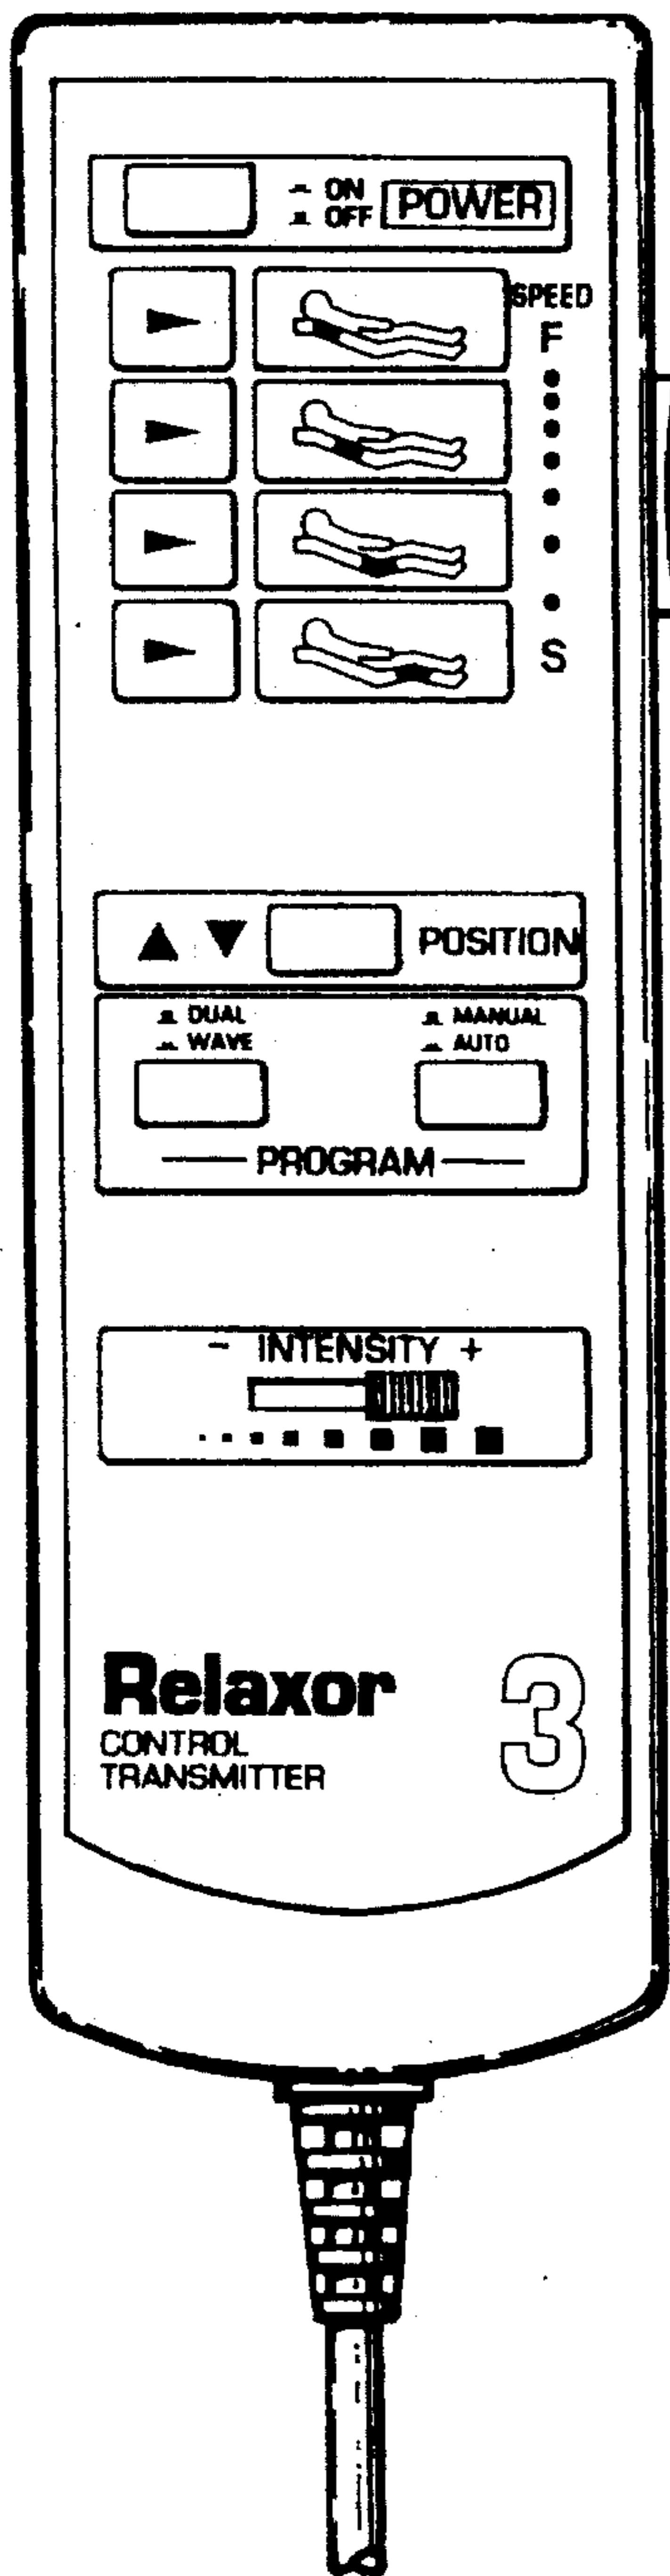 ON
OFF POWER
SPEED
F
S
POSITION
DUAL MANUAL
WAVE AUTO
PROGRAM
- INTENSITY +
Relaxor 3
CONTROL
TRANSMITTER